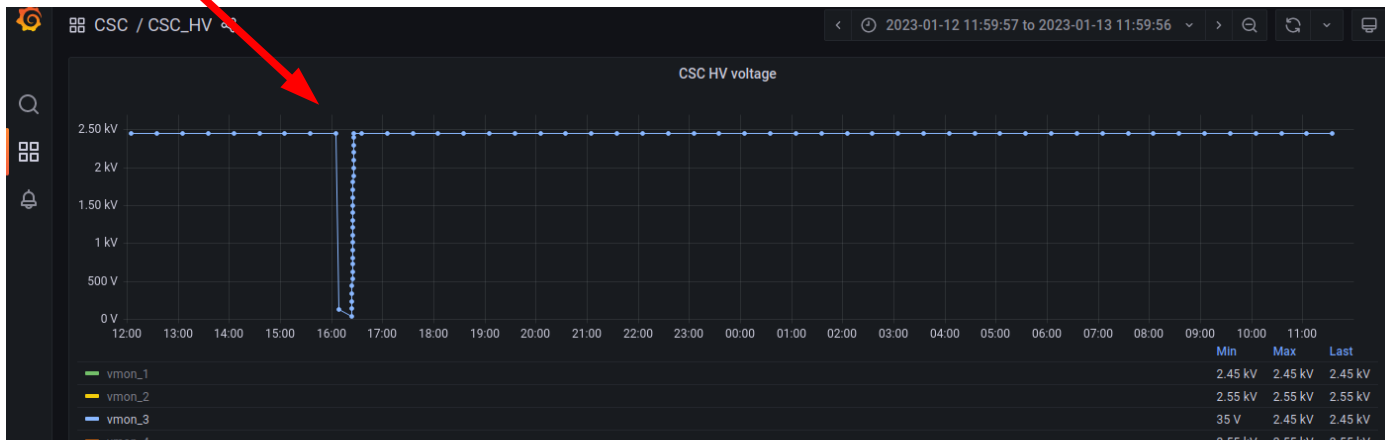 CSC / CSC_HV
2023-01-12 11:59:57 to 2023-01-13 11:59:56
CSC HV voltage
2.50 kV
2 kV
1.50 kV
1 kV
500 V
0 V
12:00 13:00 14:00 15:00 16:00 17:00 18:00 19:00 20:00 21:00 22:00 23:00 00:00 01:00 02:00 03:00 04:00 05:00 06:00 07:00 08:00 09:00 10:00 11:00
Min Max Last
vmon_1 2.45 kV 2.45 kV 2.45 kV
vmon_2 2.55 kV 2.55 kV 2.55 kV
vmon_3 35 V 2.45 kV 2.45 kV